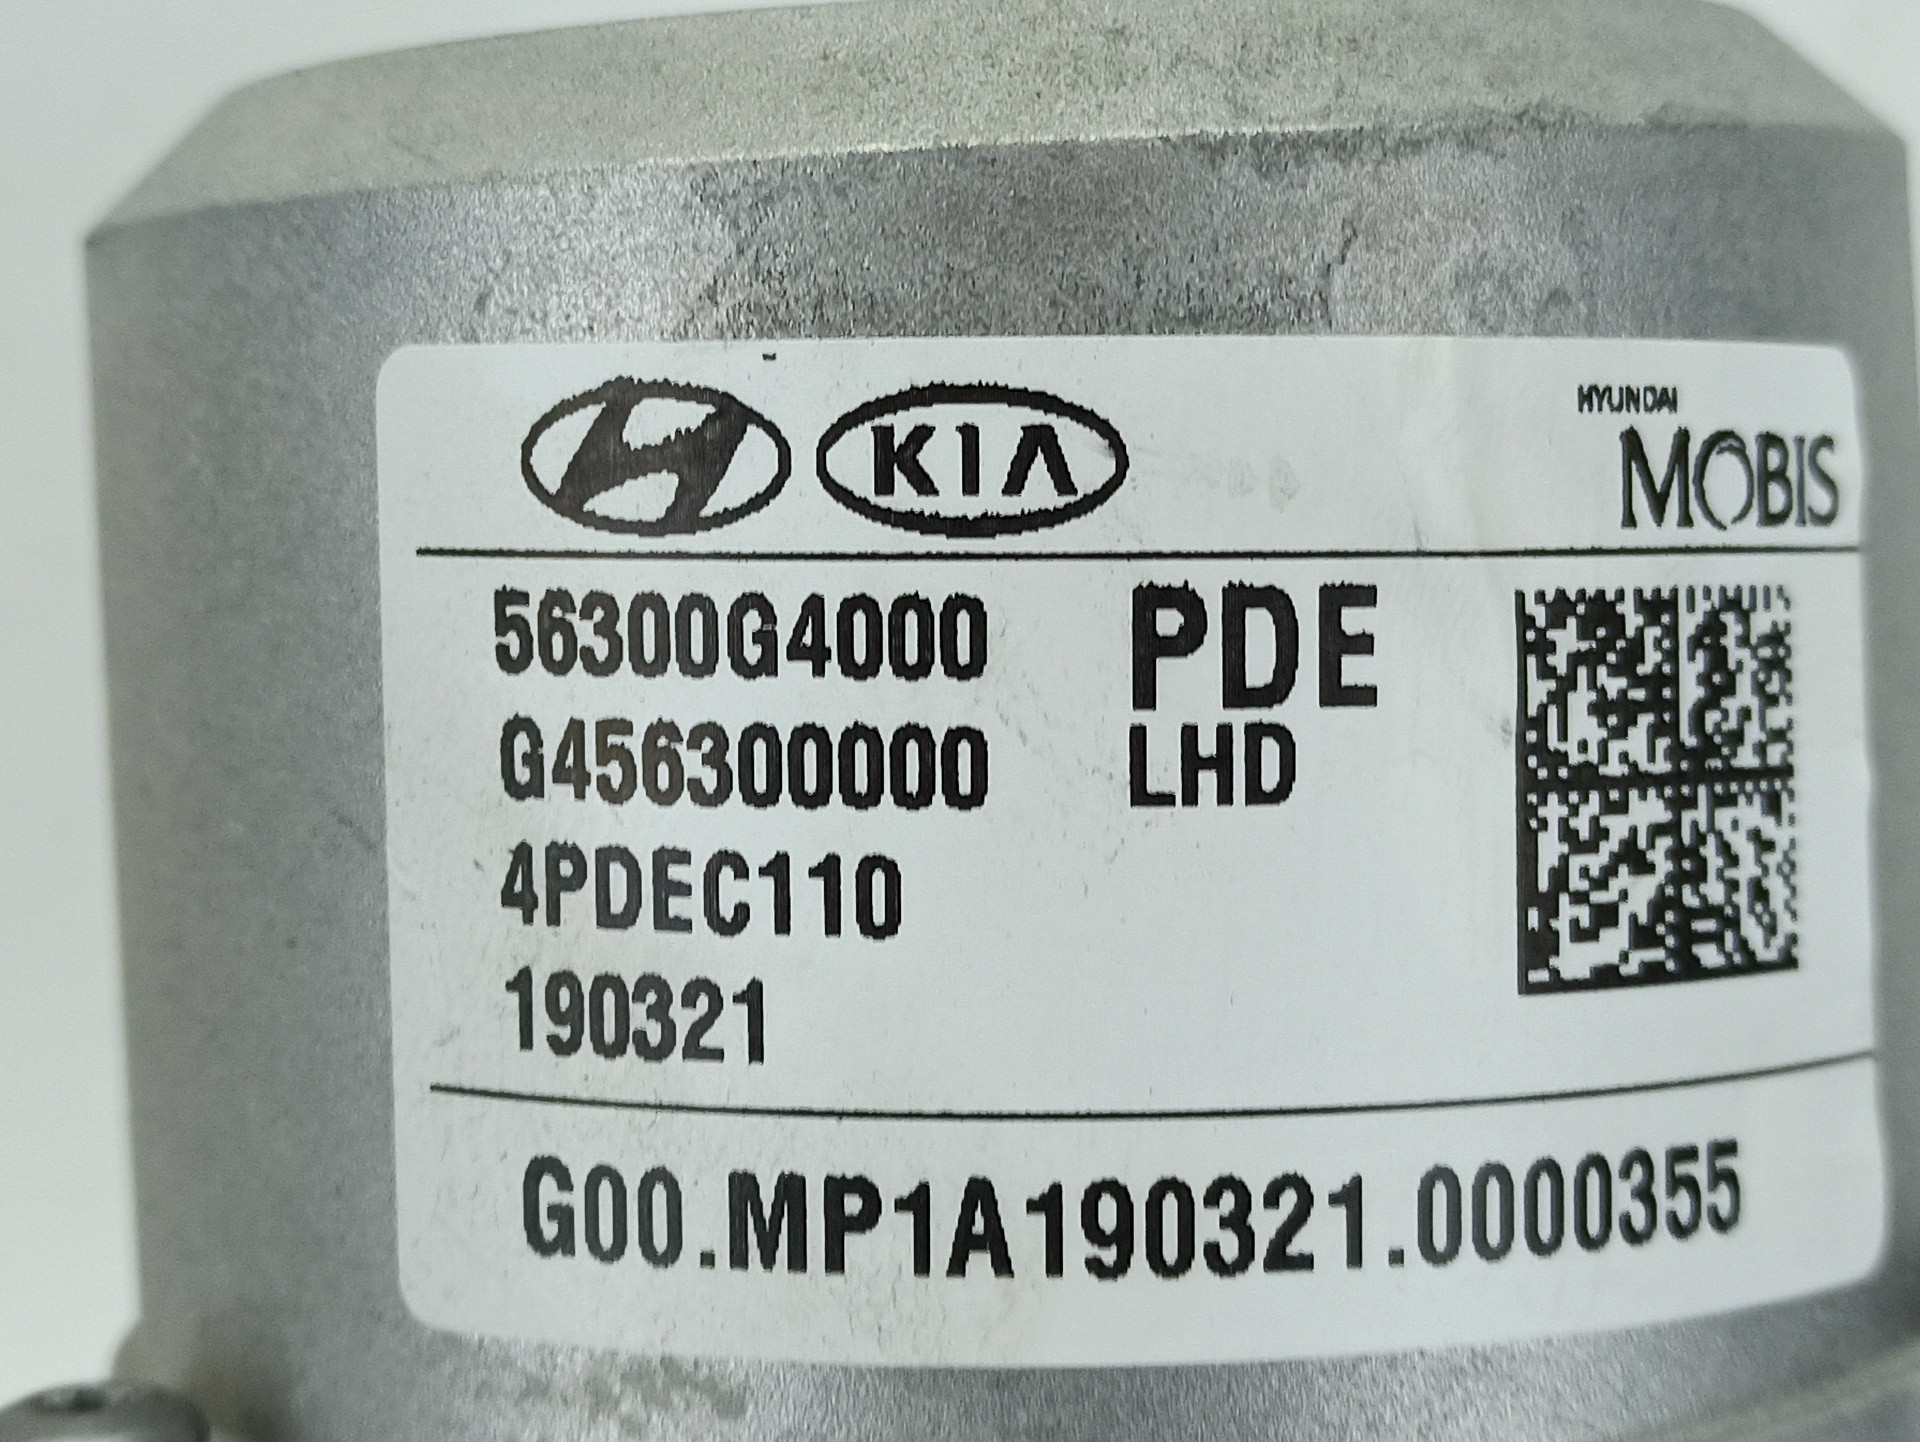 KIA
HYUNDAI
MOBIS
56300G4000 PDE
G456300000 LHD
4PDEC110
190321
G00.MP1A190321.0000355